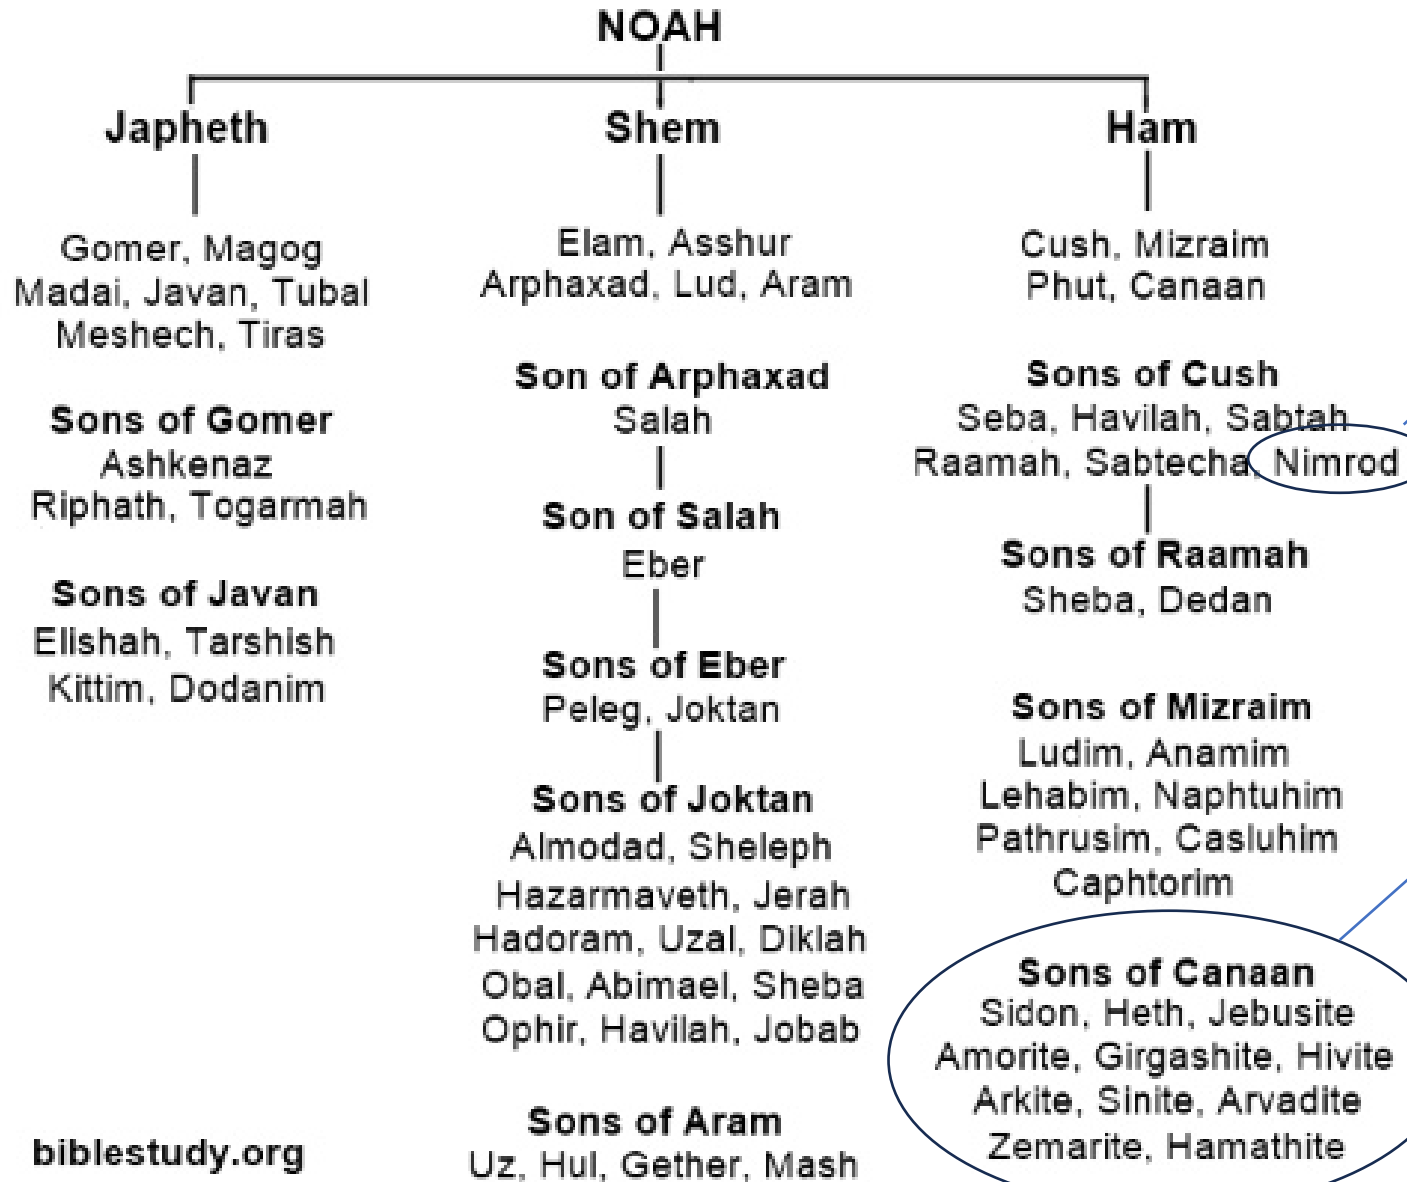 NOAH
Japheth
Gomer, Magog
Madai, Javan, Tubal
Meshech, Tiras
Sons of Gomer
Ashkenaz
Riphath, Togarmah
Sons of Javan
Elishah, Tarshish
Kittim, Dodanim
Shem
Elam, Asshur
Arphaxad, Lud, Aram
Son of Arphaxad
Salah
Son of Salah
Eber
Sons of Eber
Peleg, Joktan
Sons of Joktan
Almodad, Sheleph
Hazarmaveth, Jerah
Hadoram, Uzal, Diklah
Obal, Abimael, Sheba
Ophir, Havilah, Jobab
Sons of Aram
Uz, Hul, Gether, Mash
Ham
Cush, Mizraim
Phut, Canaan
Sons of Cush
Seba, Havilah, Sabtah
Raamah, Sabtecha, Nimrod
Sons of Raamah
Sheba, Dedan
Sons of Mizraim
Ludim, Anamim
Lehabim, Naphtuhim
Pathrusim, Casluhim
Caphtorim
Sons of Canaan
Sidon, Heth, Jebusite
Amorite, Girgashite, Hivite
Arkite, Sinite, Arvadite
Zemarite, Hamathite
biblestudy.org